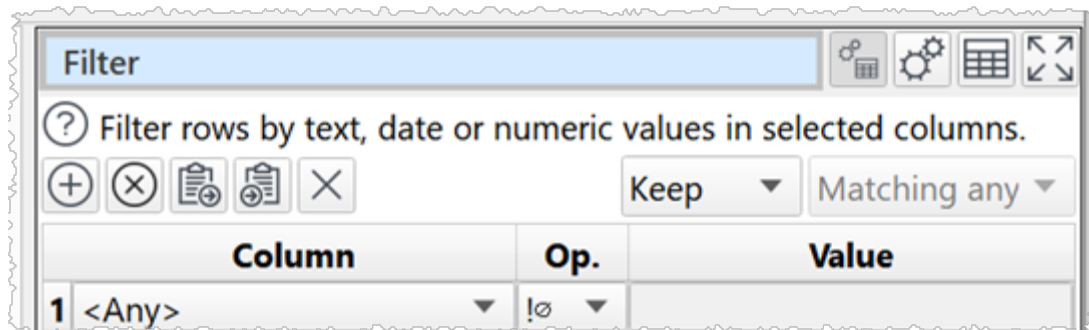 Filter
Filter rows by text, date or numeric values in selected columns.
Keep Matching any
Column Op. Value
1 <Any> !∅